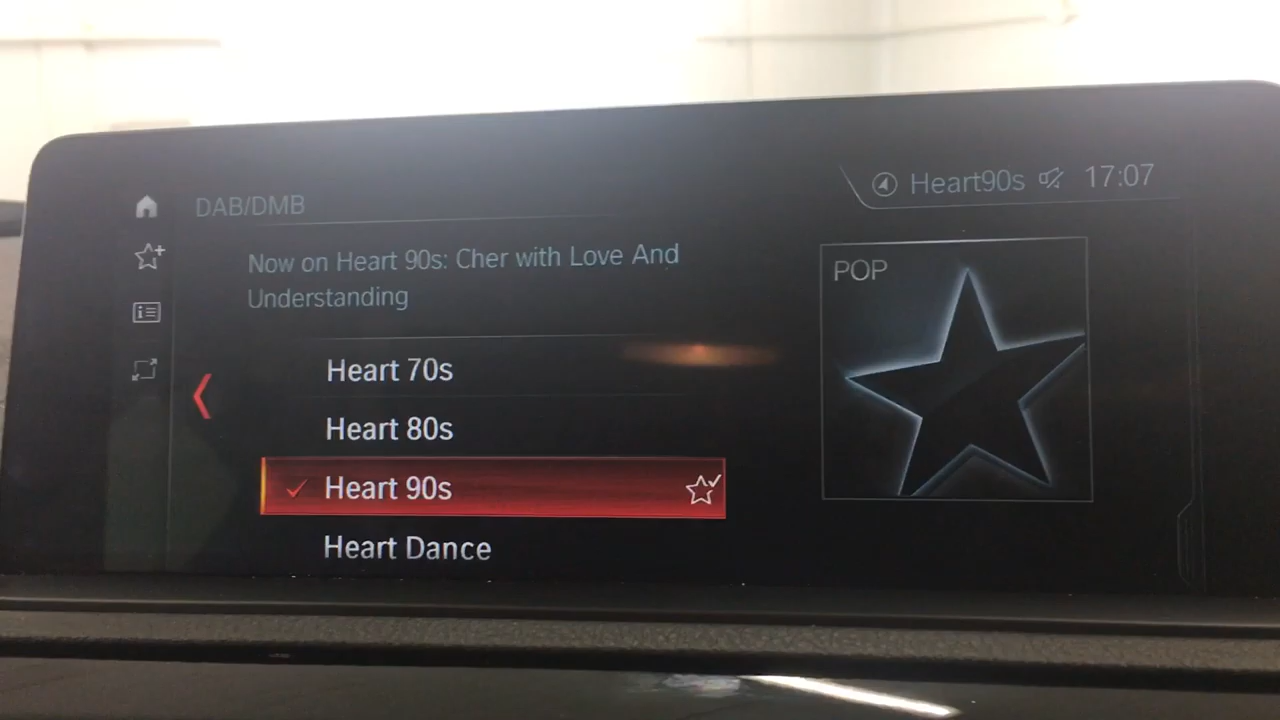 Heart90s 17:07
DAB/DMB
Now on Heart 90s: Cher with Love And
Understanding
POP
Heart 70s
Heart 80s
Heart 90s
Heart Dance